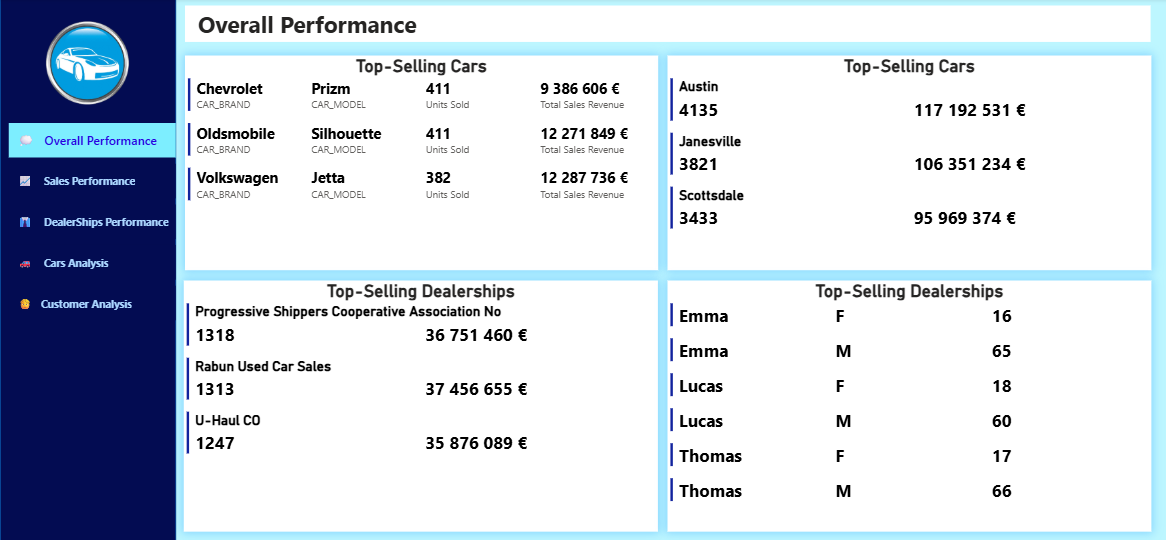 Overall Performance
Overall Performance
Sales Performance
DealerShips Performance
Cars Analysis
Customer Analysis
Top-Selling Cars
Chevrolet Prizm 411 9 386 606 €
CAR_BRAND CAR_MODEL Units Sold Total Sales Revenue
Oldsmobile Silhouette 411 12 271 849 €
CAR_BRAND CAR_MODEL Units Sold Total Sales Revenue
Volkswagen Jetta 382 12 287 736 €
CAR_BRAND CAR_MODEL Units Sold Total Sales Revenue
Top-Selling Cars
Austin
4135 117 192 531 €
Janesville
3821 106 351 234 €
Scottsdale
3433 95 969 374 €
Top-Selling Dealerships
Progressive Shippers Cooperative Association No
1318 36 751 460 €
Rabun Used Car Sales
1313 37 456 655 €
U-Haul CO
1247 35 876 089 €
Top-Selling Dealerships
Emma F 16
Emma M 65
Lucas F 18
Lucas M 60
Thomas F 17
Thomas M 66